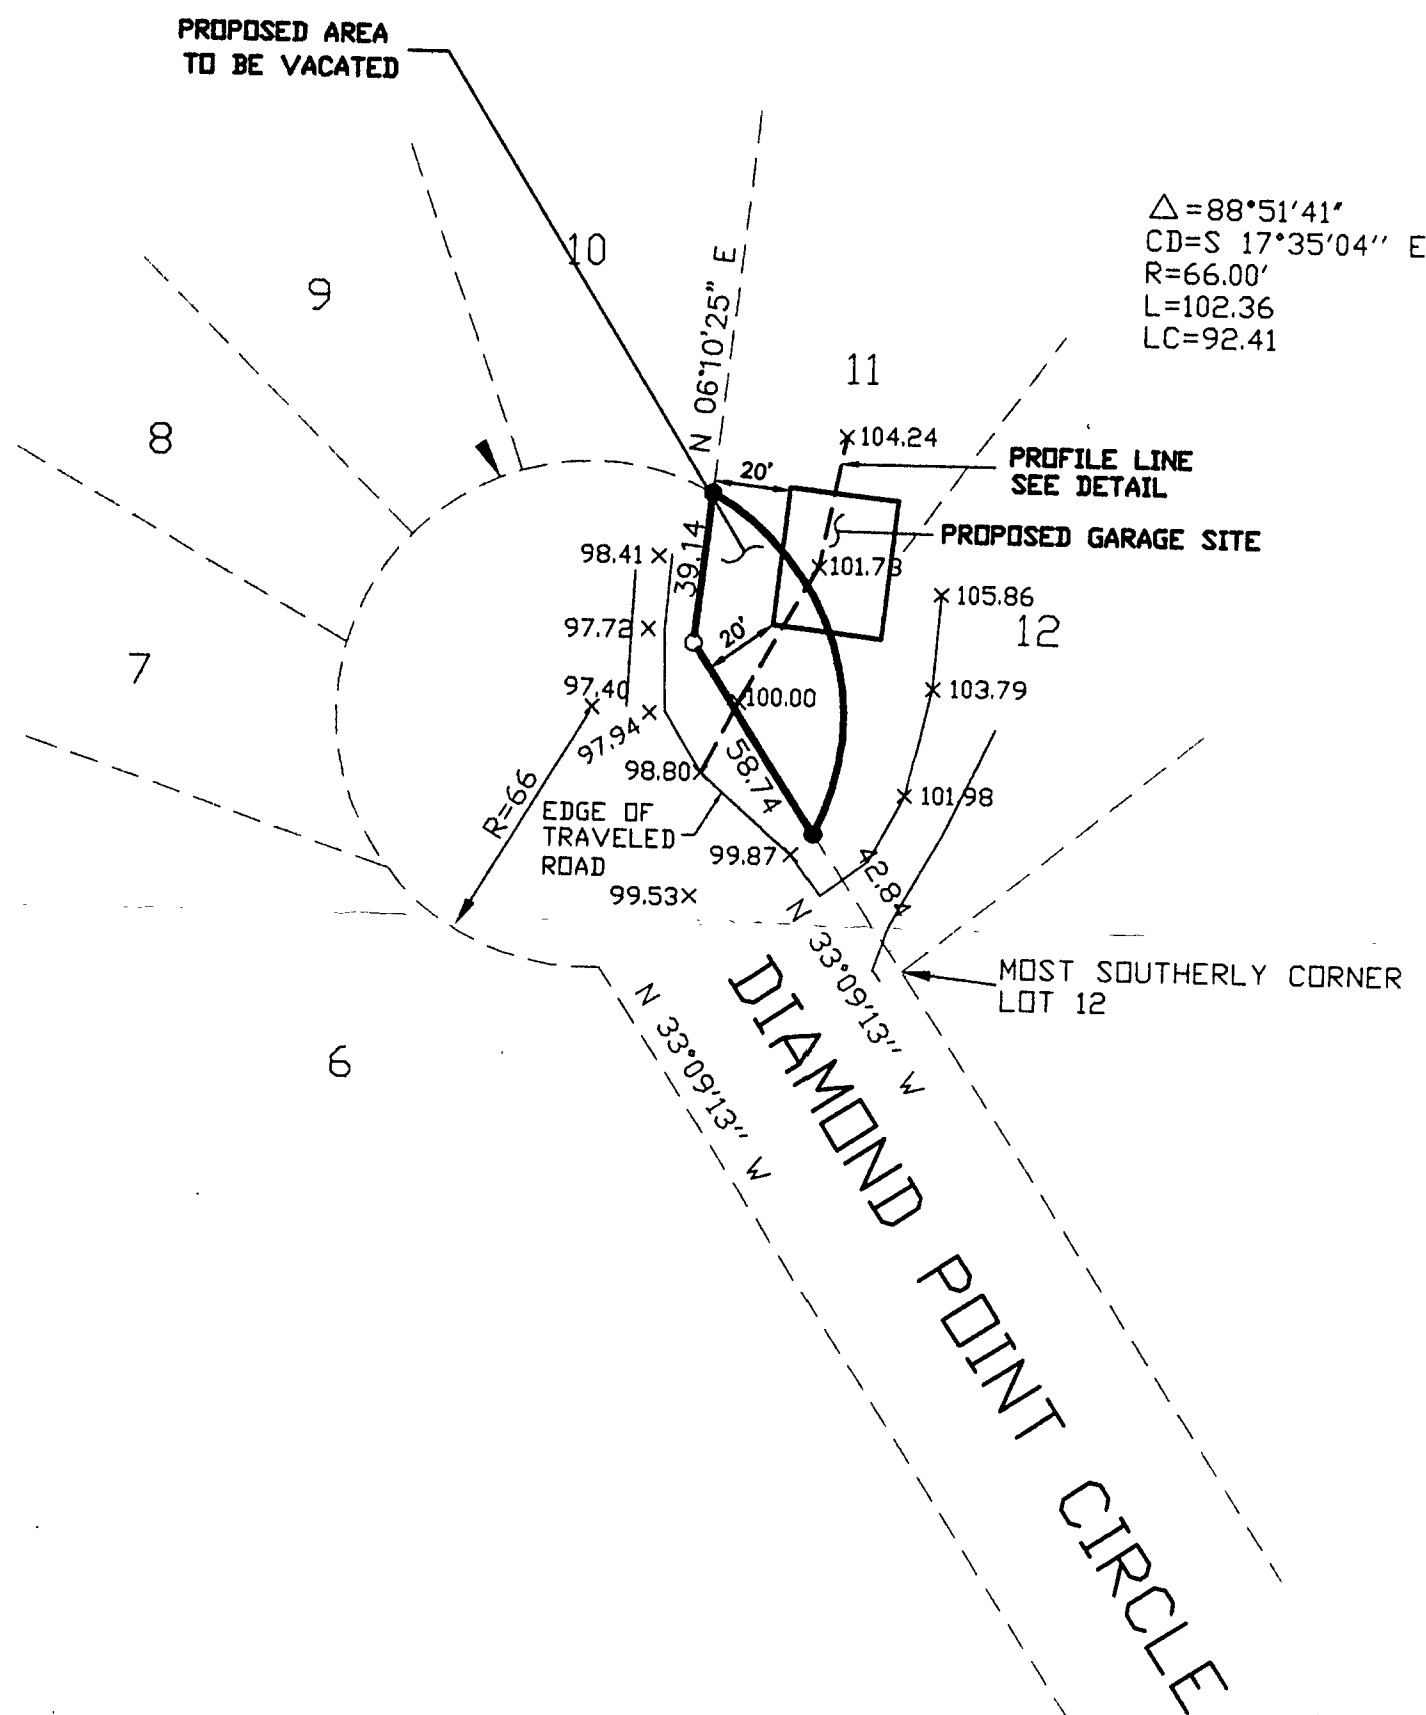 PROPOSED AREA
TO BE VACATED
△=88°51'41"
CD=S 17°35'04'' E
R=66.00'
L=102.36
LC=92.41
10
9
N 06°10'25" E
11
8
104.24
PROFILE LINE
SEE DETAIL
20'
PROPOSED GARAGE SITE
98.41
39.14
101.73
105.86
97.72
20'
12
7
97.40
100.00
103.79
97.94
98.80
58.74
R=66
101.98
EDGE OF
TRAVELED
ROAD
99.87
42.84
99.53
N 33°09'13'' W
MOST SOUTHERLY CORNER
LOT 12
N 33°09'13'' W
6
DIAMOND POINT CIRCLE